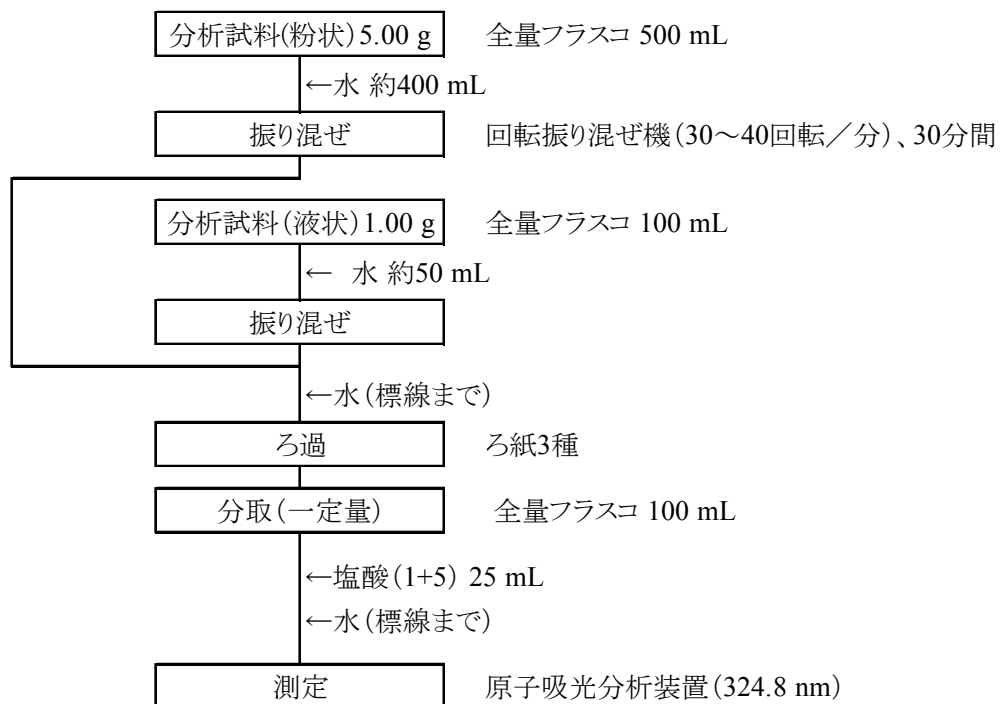 分析試料(粉状)5.00 g 全量フラスコ 500 mL
←水 約400 mL
振り混ぜ 回転振り混ぜ機(30～40回転／分)、30分間
分析試料(液状)1.00 g 全量フラスコ 100 mL
← 水 約50 mL
振り混ぜ
←水(標線まで)
ろ過 ろ紙3種
分取(一定量) 全量フラスコ 100 mL
←塩酸(1+5) 25 mL
←水(標線まで)
測定 原子吸光分析装置(324.8 nm)